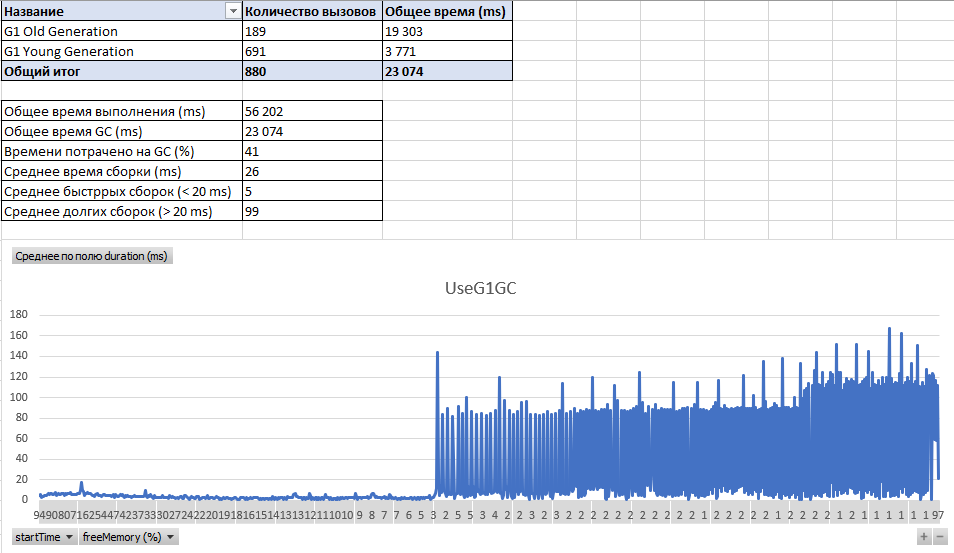 Название Количество вызовов Общее время (ms)
G1 Old Generation 189 19 303
G1 Young Generation 691 3 771
Общий итог 880 23 074
Общее время выполнения (ms) 56 202
Общее время GC (ms) 23 074
Времени потрачено на GC (%) 41
Среднее время сборки (ms) 26
Среднее быстррых сборок (< 20 ms) 5
Среднее долгих сборок (> 20 ms) 99
Среднее по полю duration (ms)
UseG1GC
180
160
140
120
100
80
60
40
20
0
startTime freeMemory (%) + −